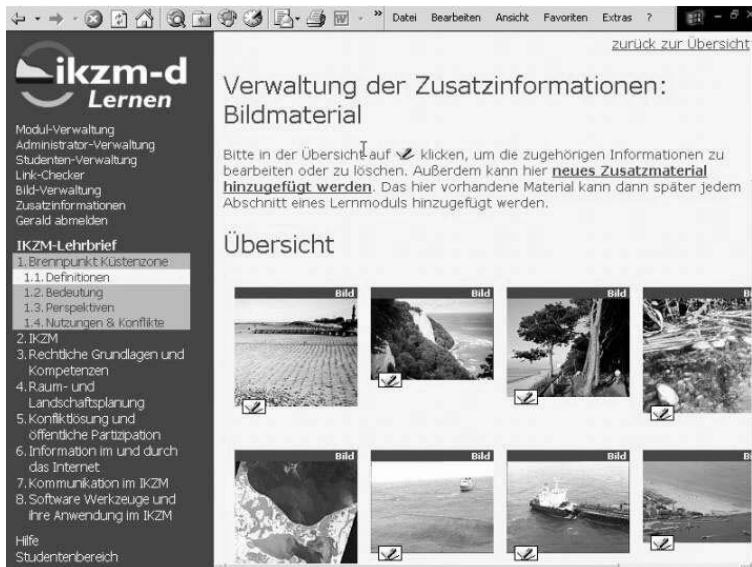 Datei Bearbeiten Ansicht Favoriten Extras ?
zurück zur Übersicht
ikzm-d
Lernen
Modul-Verwaltung
Administrator-Verwaltung
Studenten-Verwaltung
Link-Checker
Bild-Verwaltung
Zusatzinformationen
Gerald abmelden
IKZM-Lehrbrief
1. Brennpunkt Küstenzone
1.1. Definitionen
1.2. Bedeutung
1.3. Perspektiven
1.4. Nutzungen & Konflikte
2. IKZM
3. Rechtliche Grundlagen und
Kompetenzen
4. Raum- und
Landschaftsplanung
5. Konfliktlösung und
öffentliche Partizipation
6. Information im und durch
das Internet
7. Kommunikation im IKZM
8. Software Werkzeuge und
ihre Anwendung im IKZM
Hilfe
Studentenbereich
Verwaltung der Zusatzinformationen:
Bildmaterial
Bitte in der Übersicht auf klicken, um die zugehörigen Informationen zu
bearbeiten oder zu löschen. Außerdem kann hier neues Zusatzmaterial
hinzugefügt werden. Das hier vorhandene Material kann dann später jedem
Abschnitt eines Lernmoduls hinzugefügt werden.
Übersicht
Bild Bild Bild
Bild Bild Bild